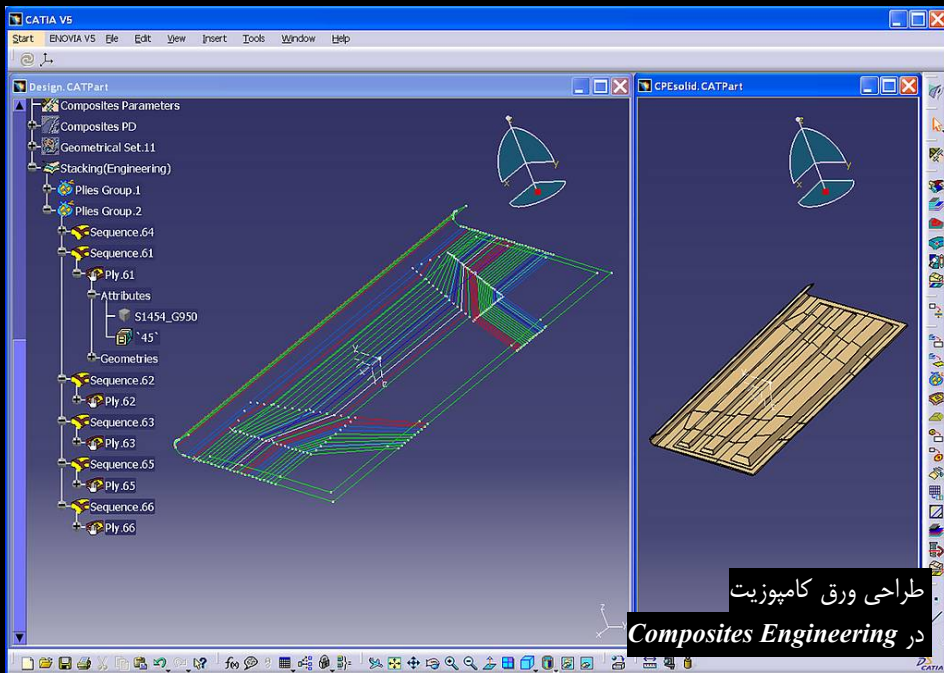 CATIA V5
Start ENOVIA V5 File Edit View Insert Tools Window Help
Design.CATPart
CPEsolid.CATPart
Composites Parameters
Composites PD
Geometrical Set.11
Stacking(Engineering)
Plies Group.1
Plies Group.2
Sequence.64
Sequence.61
Ply.61
Attributes
S1454_G950
`45`
Geometries
Sequence.62
Ply.62
Sequence.63
Ply.63
Sequence.65
Ply.65
Sequence.66
Ply.66
طراحی ورق کامپوزیت
در Composites Engineering
CATIA